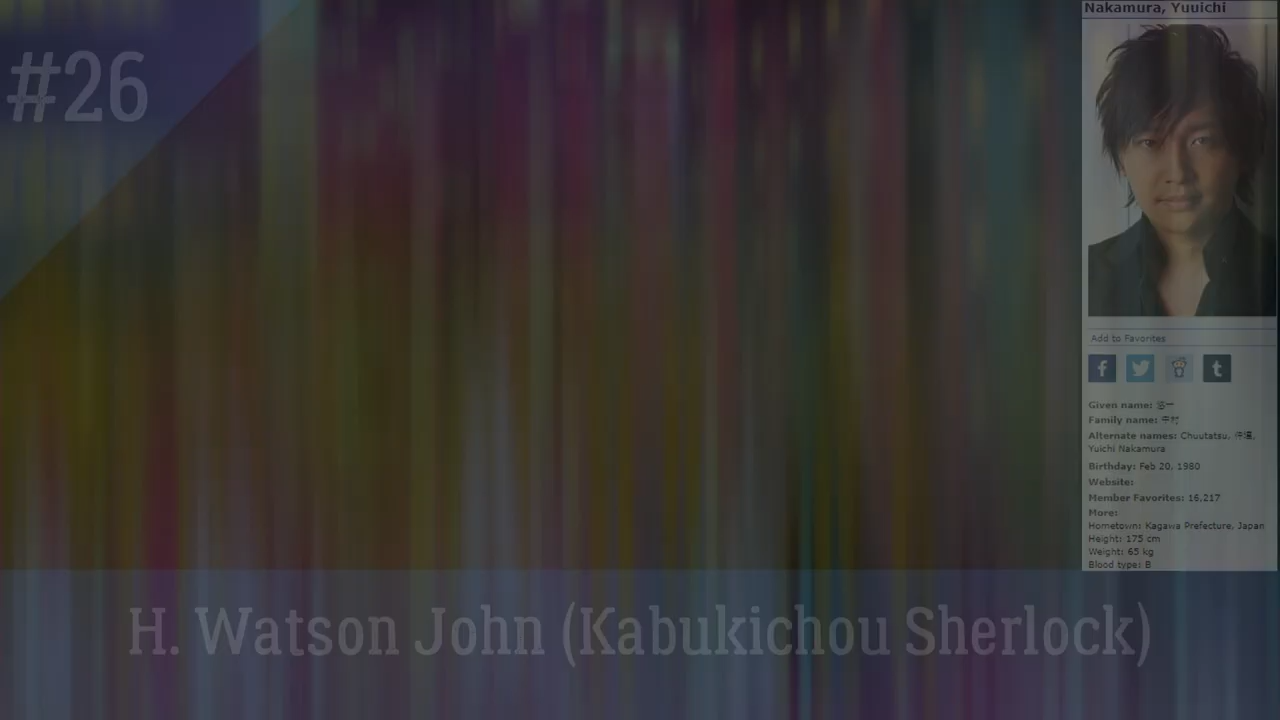 #26
Nakamura, Yuuichi
Add to Favorites
f t
Given name: 悠一
Family name: 中村
Alternate names: Chuutatsu,
Yuichi Nakamura
Birthday: Feb 20, 1980
Website:
Member Favorites: 16,217
More:
Hometown: Kagawa Prefecture, Japan
Height: 175 cm
Weight: 65 kg
Blood type: B
H. Watson John (Kabukichou Sherlock)